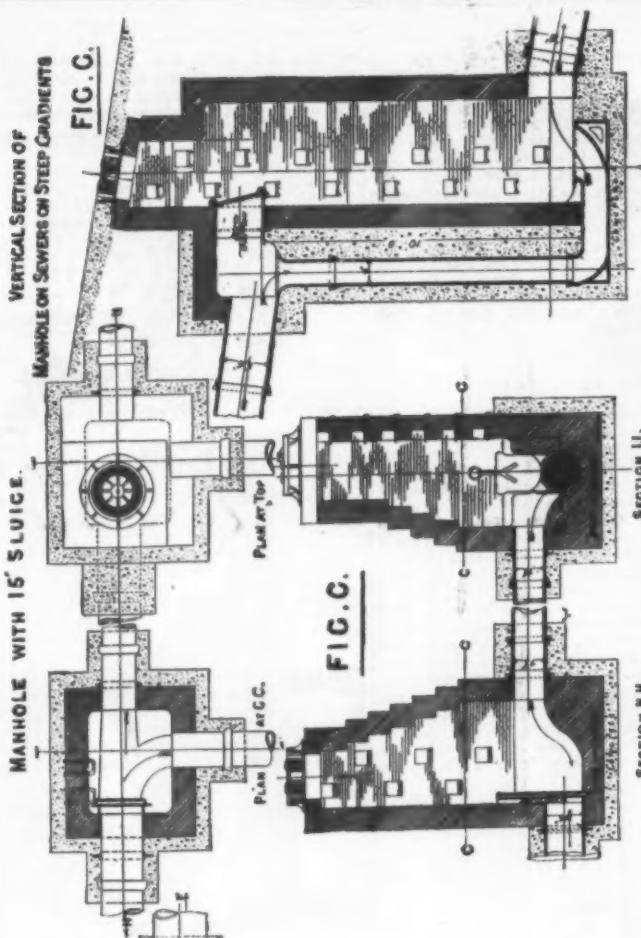 VERTICAL SECTION OF
MANHOLE ON SEWERS ON STEEP GRADIENTS
FIG. C.
MANHOLE WITH 15" SLUICE.
PLAN AT TOP
PLAN AT C.C.
FIG. C.
C
C
C
C
SECTION I.I.
SECTION H.H.